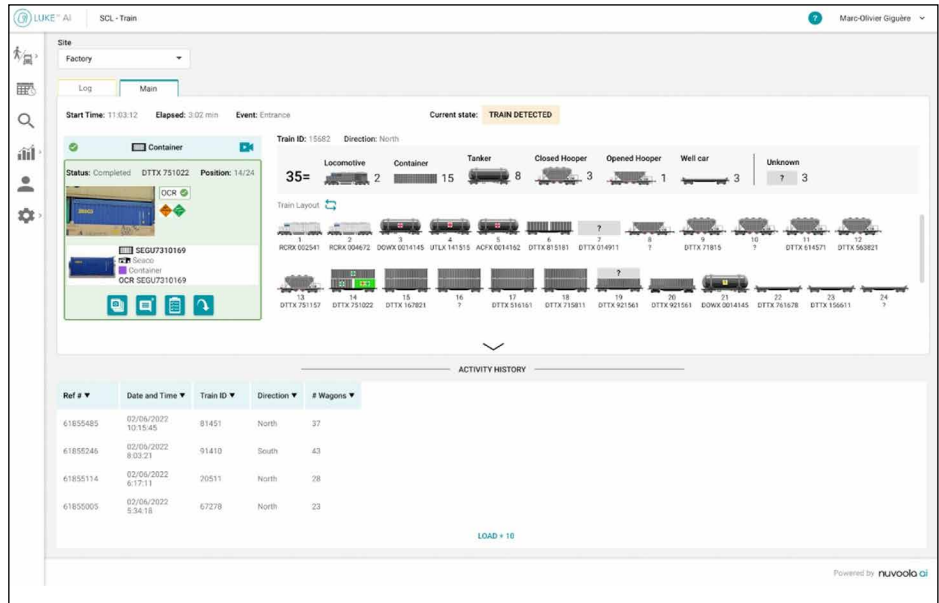 LUKE™ AI SCL - Train ? Marc-Olivier Giguère
Site
Factory
Log Main
Start Time: 11:03:12 Elapsed: 3:02 min Event: Entrance Current state: TRAIN DETECTED
Container
Status: Completed DTTX 751022 Position: 14/24
OCR
SEGU7310169
Seaco
Container
OCR SEGU7310169
Train ID: 15682 Direction: North
35=
Locomotive 2
Container 15
Tanker 8
Closed Hooper 3
Opened Hooper 1
Well car 3
Unknown
? 3
Train Layout
?
1 2 3 4 5 6 7 8 9 10 11 12
RCRX 002541 RCRX 004672 DOWX 0014145 UTLX 141515 ACFX 0014162 DTTX 815181 DTTX 014911 ? DTTX 71815 ? DTTX 614571 DTTX 563821
?
13 14 15 16 17 18 19 20 21 22 23 24
DTTX 751157 DTTX 751022 DTTX 167821 ? DTTX 516161 DTTX 715811 DTTX 921561 DTTX 921561 DOWX 0014145 DTTX 761678 DTTX 156611 ?
ACTIVITY HISTORY
Ref # ▼ Date and Time ▼ Train ID ▼ Direction ▼ # Wagons ▼
61855485 02/06/2022 10:15:45 81451 North 37
61855246 02/06/2022 8:03:21 91410 South 43
61855114 02/06/2022 6:17:11 20511 North 28
61855005 02/06/2022 5:34:18 67278 North 23
LOAD + 10
Powered by nuvoola ai